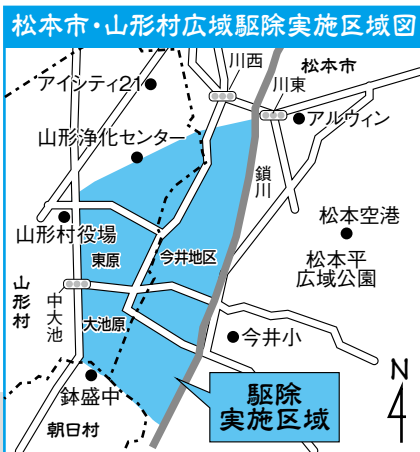 松本市・山形村広域駆除実施区域図
川西
松本市
アイシティ21
川東
アルウィン
山形浄化センター
鎖川
松本空港
山形村役場
東原
今井地区
松本平
広域公園
山形村
中大池
大池原
今井小
N
鉢盛中
駆除
実施区域
朝日村